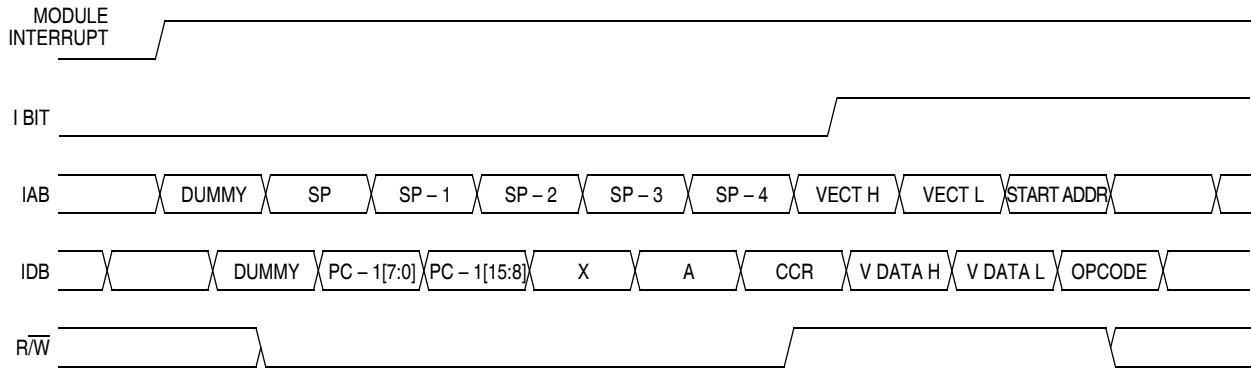 MODULE
INTERRUPT
I BIT
IAB DUMMY SP SP – 1 SP – 2 SP – 3 SP – 4 VECT H VECT L START ADDR
IDB DUMMY PC – 1[7:0] PC – 1[15:8] X A CCR V DATA H V DATA L OPCODE
R/W̅